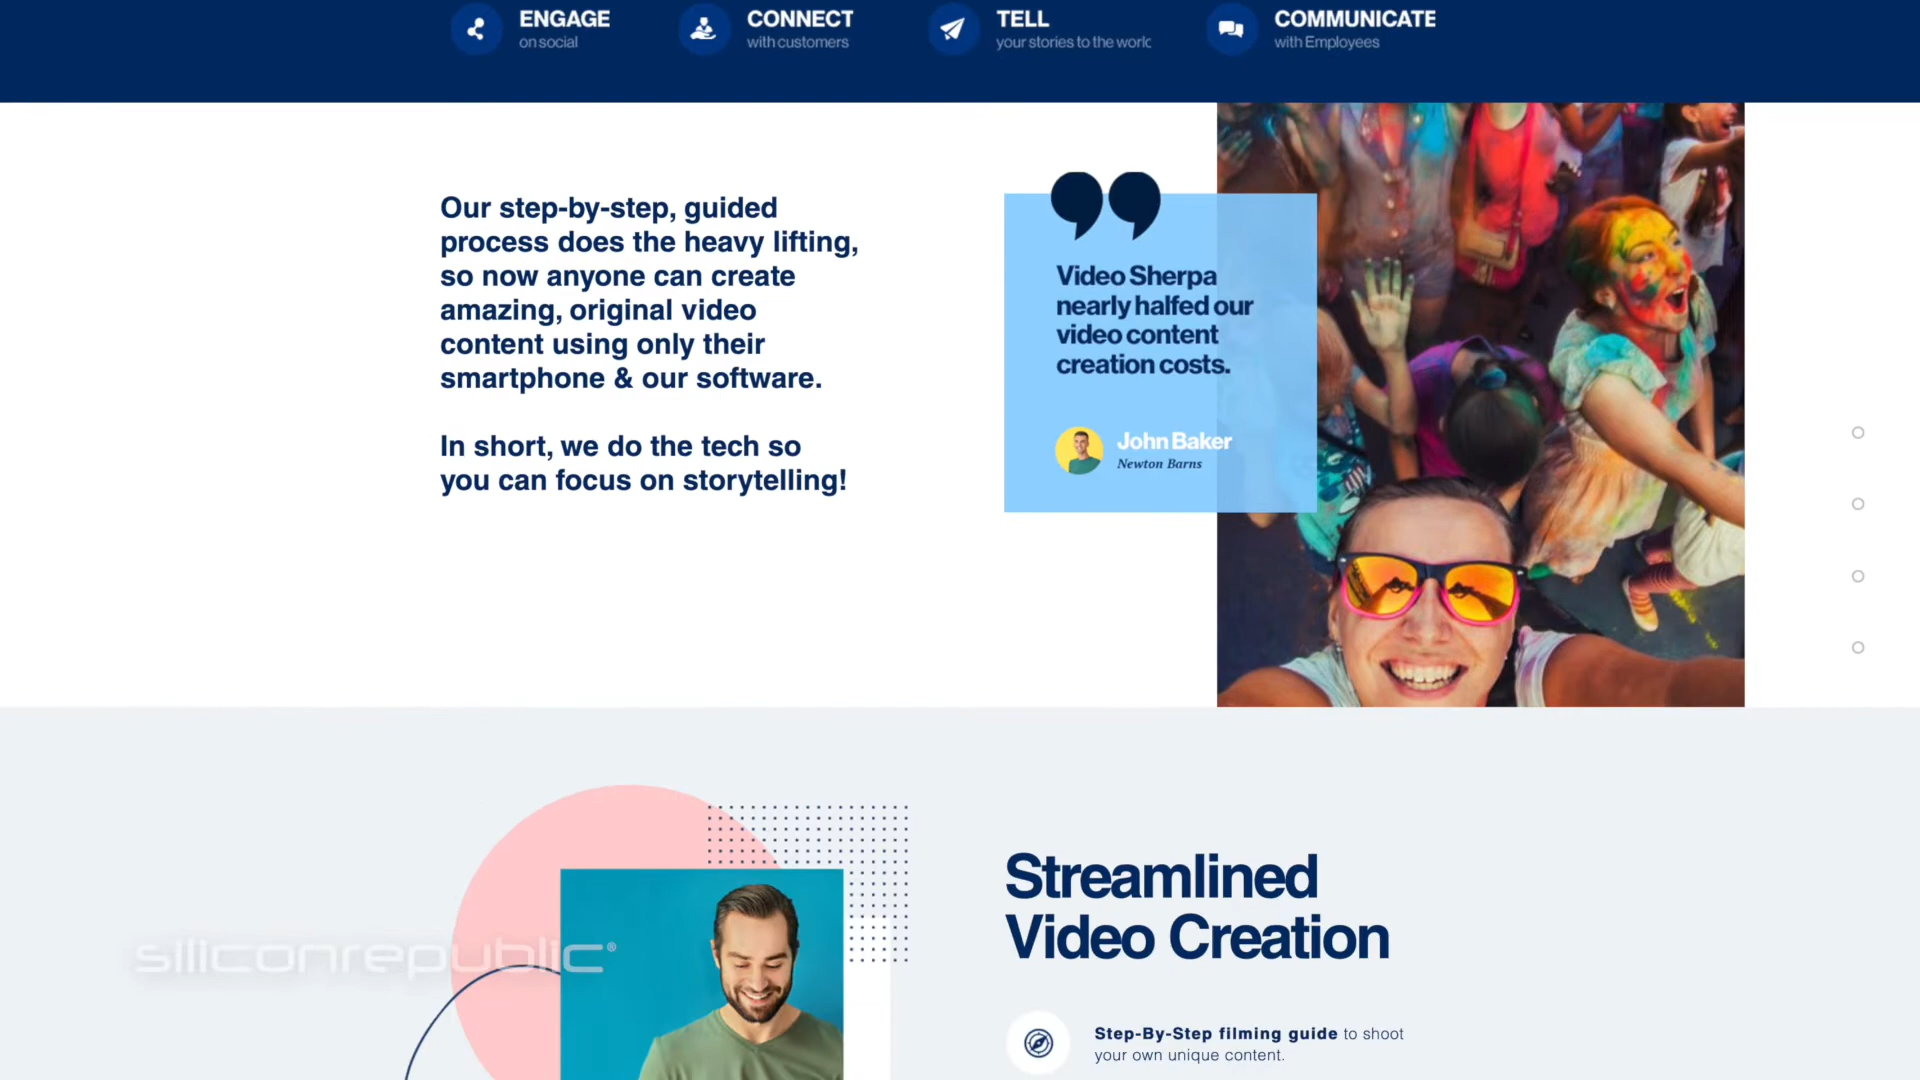 ENGAGE
on social
CONNECT
with customers
TELL
your stories to the world
COMMUNICATE
with Employees
Our step-by-step, guided
process does the heavy lifting,
so now anyone can create
amazing, original video
content using only their
smartphone & our software.
In short, we do the tech so
you can focus on storytelling!
Video Sherpa
nearly halfed our
video content
creation costs.
John Baker
Newton Barns
siliconrepublic®
Streamlined
Video Creation
Step-By-Step filming guide to shoot
your own unique content.